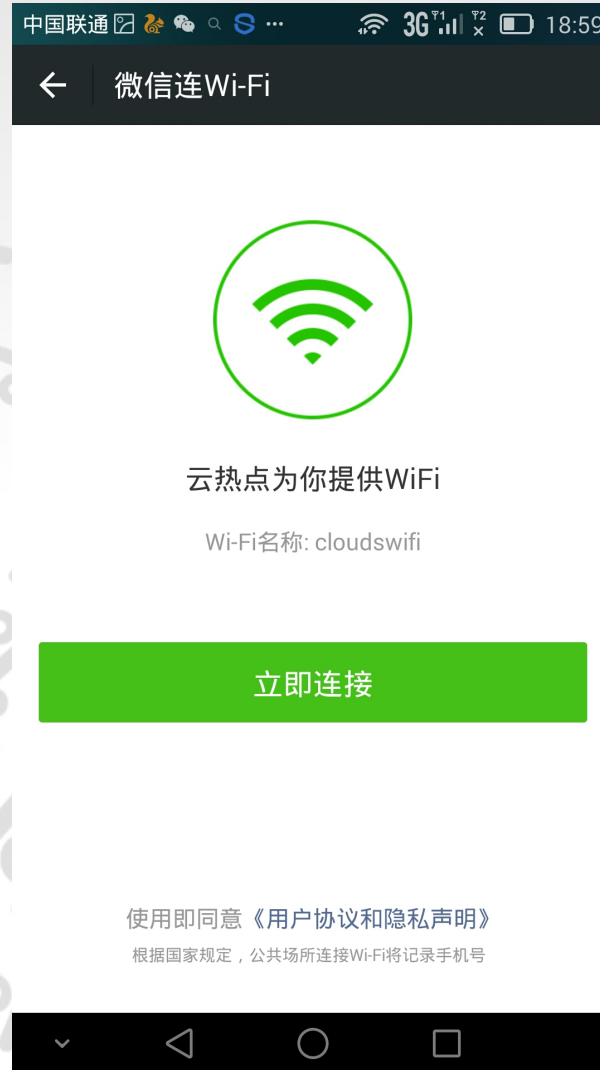 中国联通 3G 18:59
微信连Wi-Fi
云热点为你提供WiFi
Wi-Fi名称: cloudswifi
立即连接
使用即同意《用户协议和隐私声明》
根据国家规定，公共场所连接Wi-Fi将记录手机号